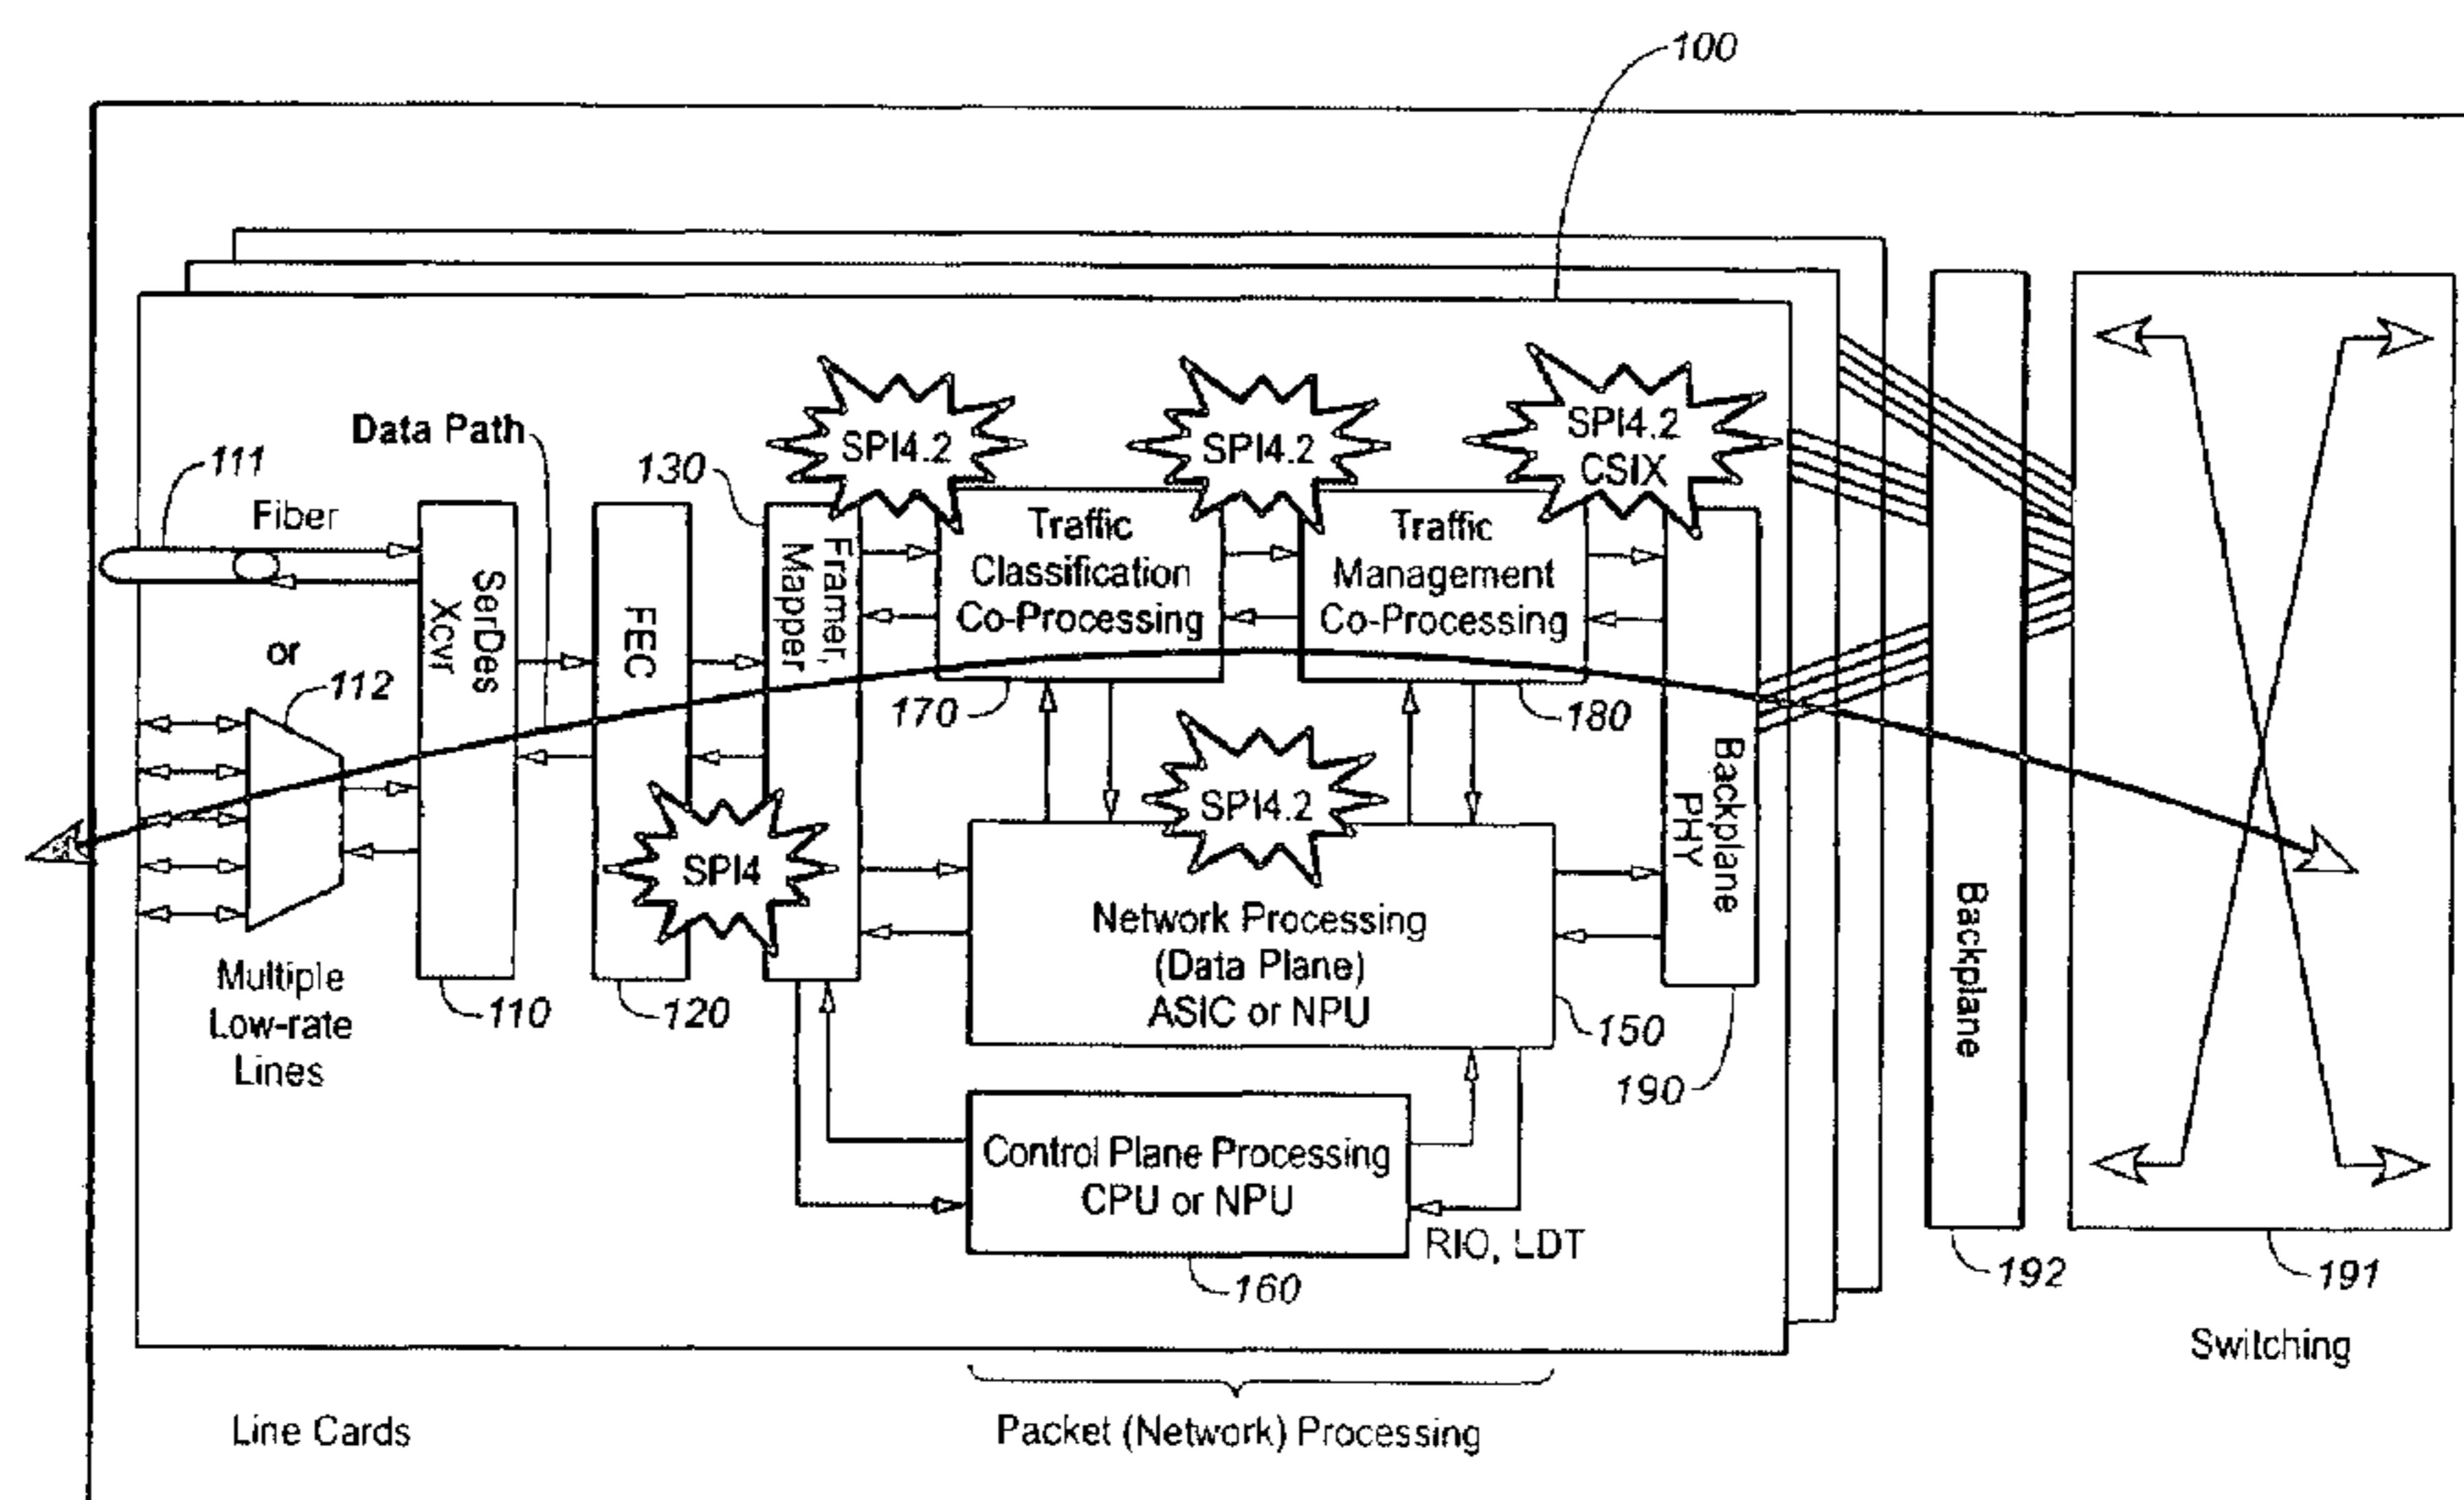 100
Data Path
111
Fiber
or
112
Multiple
Low-rate
Lines
SerDes
Xcvr
110
FEC
120
130
Framer,
Mapper
SPI4
SPI4.2
SPI4.2
SPI4.2
CSIX
Traffic
Classification
Co-Processing
170
Traffic
Management
Co-Processing
180
SPI4.2
Network Processing
(Data Plane)
ASIC or NPU
150
Control Plane Processing
CPU or NPU
160
RIO, LDT
Backplane
PHY
190
Backplane
192
191
Switching
Line Cards
Packet (Network) Processing